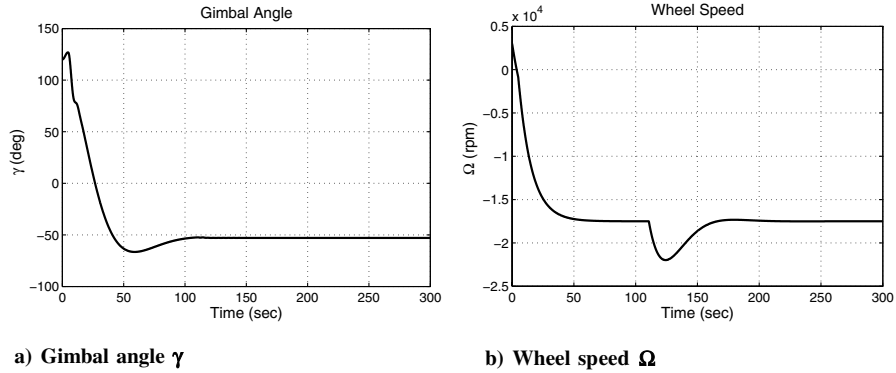 Gimbal Angle
150
100
50
0
−50
−100
γ (deg)
0 50 100 150 200 250 300
Time (sec)
a) Gimbal angle γ
Wheel Speed
x 10^4
0.5
0
−0.5
−1
−1.5
−2
−2.5
Ω (rpm)
0 50 100 150 200 250 300
Time (sec)
b) Wheel speed Ω